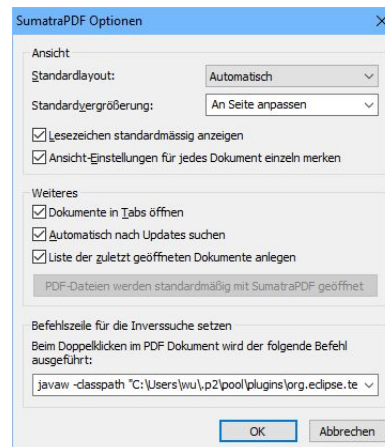 SumatraPDF Optionen
Ansicht
Standardlayout: Automatisch
Standardvergrößerung: An Seite anpassen
Lesezeichen standardmässig anzeigen
Ansicht-Einstellungen für jedes Dokument einzeln merken
Weiteres
Dokumente in Tabs öffnen
Automatisch nach Updates suchen
Liste der zuletzt geöffneten Dokumente anlegen
PDF-Dateien werden standardmäßig mit SumatraPDF geöffnet
Befehlszeile für die Inverssuche setzen
Beim Doppelklicken im PDF Dokument wird der folgende Befehl
ausgeführt:
javaw -classpath "C:\Users\wu\.p2\pool\plugins\org.eclipse.te
OK Abbrechen